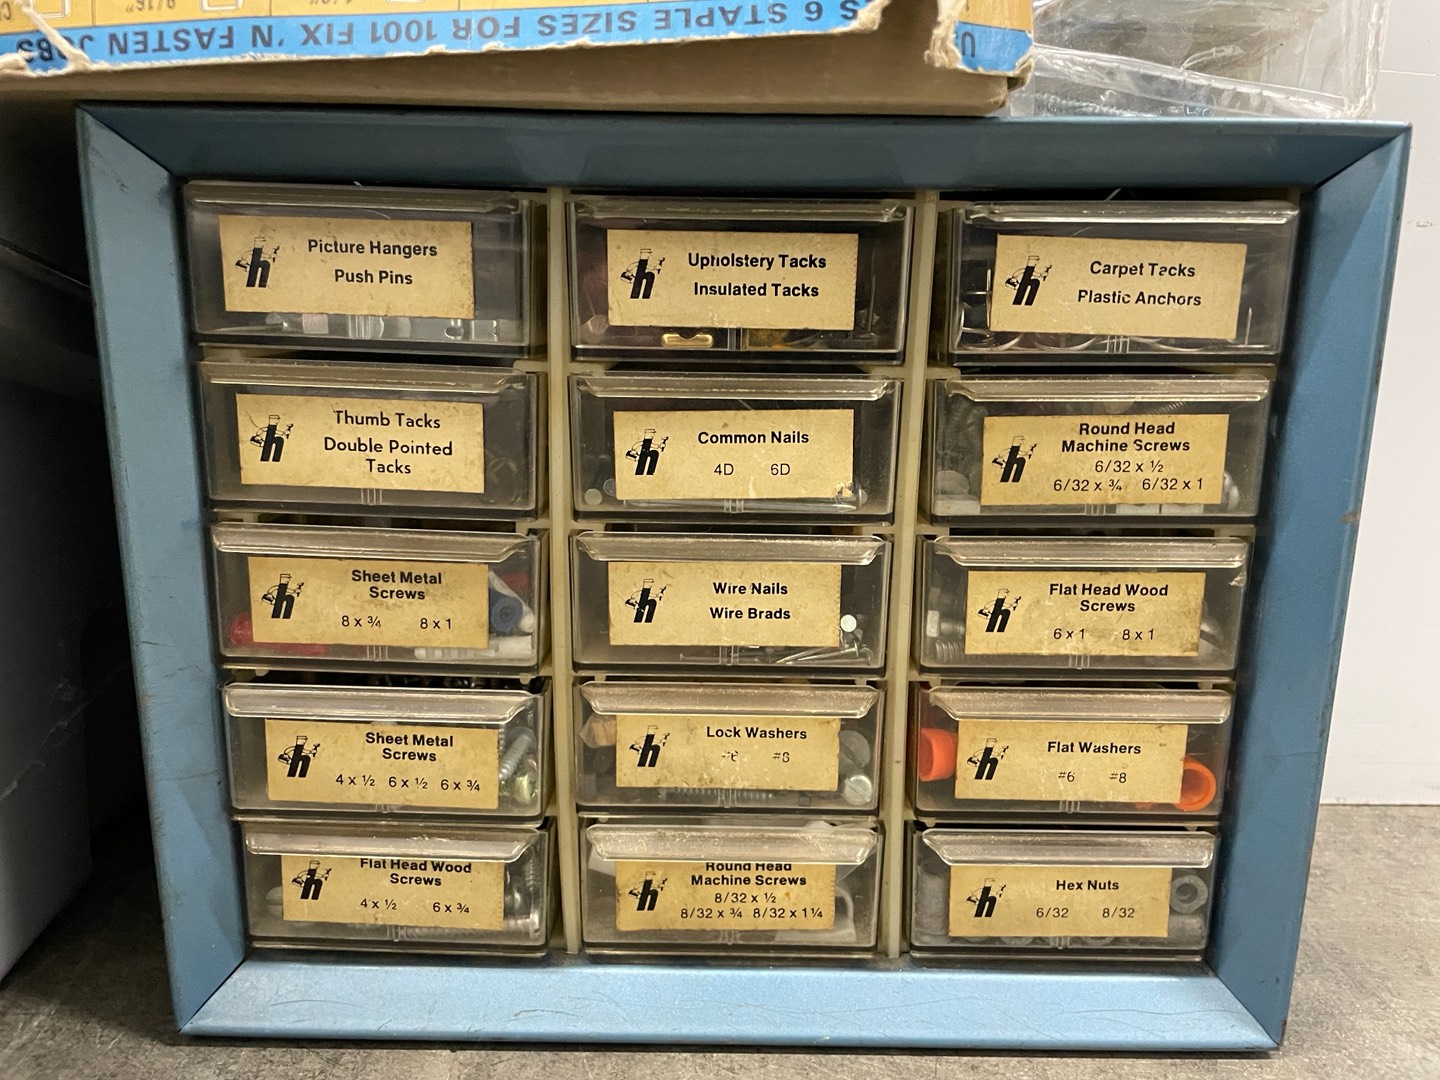 S 6 STAPLE SIZES FOR 1001 FIX 'N FASTEN JOBS
9/16"
h
Picture Hangers
Push Pins
h
Upholstery Tacks
Insulated Tacks
h
Carpet Tacks
Plastic Anchors
h
Thumb Tacks
Double Pointed
Tacks
h
Common Nails
4D 6D
h
Round Head
Machine Screws
6/32 x ½
6/32 x ¾ 6/32 x 1
h
Sheet Metal
Screws
8 x ¾ 8 x 1
h
Wire Nails
Wire Brads
h
Flat Head Wood
Screws
6 x 1 8 x 1
h
Sheet Metal
Screws
4 x ½ 6 x ½ 6 x ¾
h
Lock Washers
#6 #8
h
Flat Washers
#6 #8
h
Flat Head Wood
Screws
4 x ½ 6 x ¾
h
Round Head
Machine Screws
8/32 x ½
8/32 x ¾ 8/32 x 1¼
h
Hex Nuts
6/32 8/32